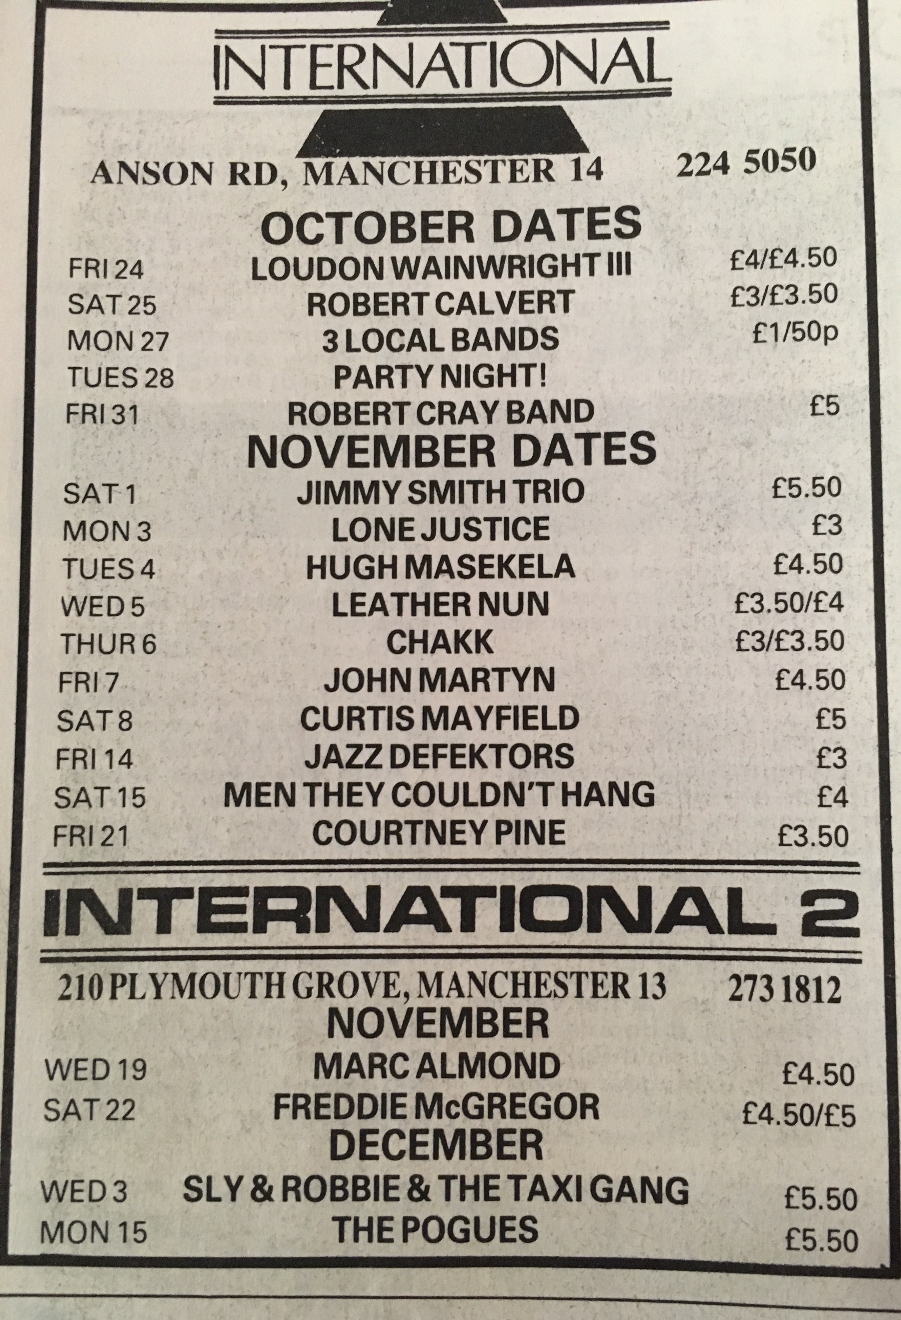 INTERNATIONAL
ANSON RD, MANCHESTER 14 224 5050
OCTOBER DATES
FRI 24 LOUDON WAINWRIGHT III £4/£4.50
SAT 25 ROBERT CALVERT £3/£3.50
MON 27 3 LOCAL BANDS £1/50p
TUES 28 PARTY NIGHT!
FRI 31 ROBERT CRAY BAND £5
NOVEMBER DATES
SAT 1 JIMMY SMITH TRIO £5.50
MON 3 LONE JUSTICE £3
TUES 4 HUGH MASEKELA £4.50
WED 5 LEATHER NUN £3.50/£4
THUR 6 CHAKK £3/£3.50
FRI 7 JOHN MARTYN £4.50
SAT 8 CURTIS MAYFIELD £5
FRI 14 JAZZ DEFEKTORS £3
SAT 15 MEN THEY COULDN'T HANG £4
FRI 21 COURTNEY PINE £3.50
INTERNATIONAL 2
210 PLYMOUTH GROVE, MANCHESTER 13 273 1812
NOVEMBER
WED 19 MARC ALMOND £4.50
SAT 22 FREDDIE McGREGOR £4.50/£5
DECEMBER
WED 3 SLY & ROBBIE & THE TAXI GANG £5.50
MON 15 THE POGUES £5.50